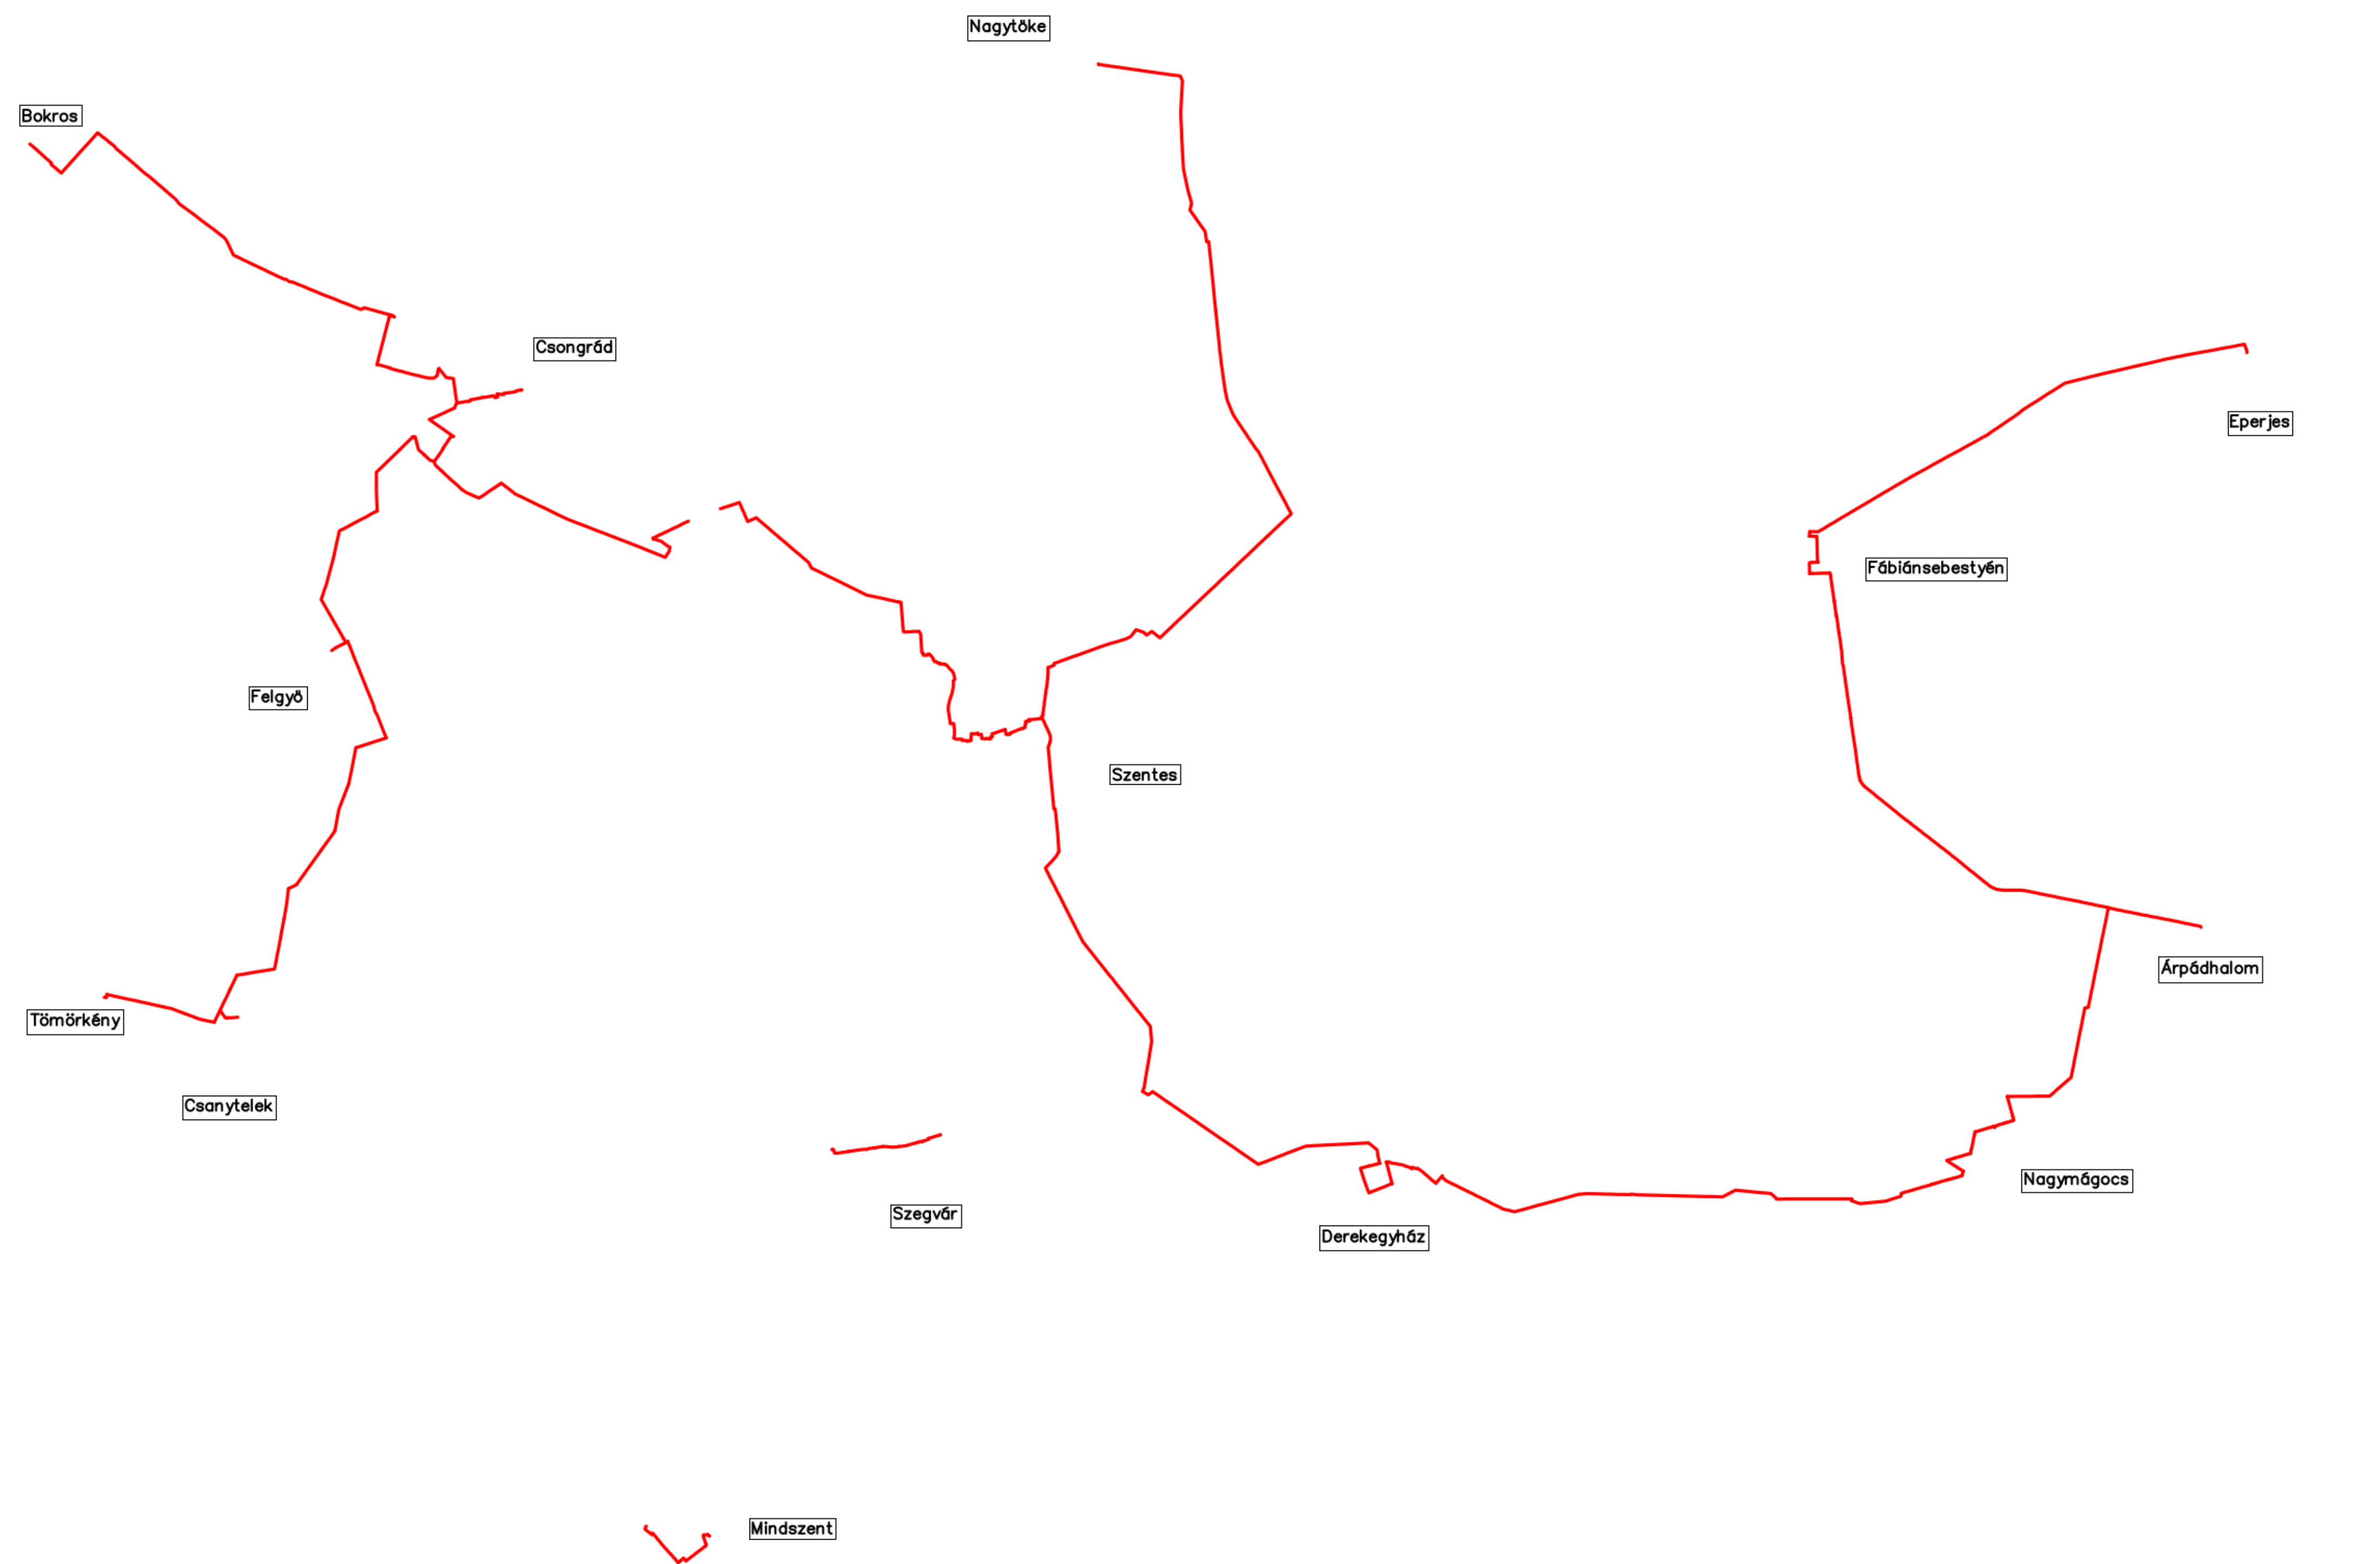 Nagytőke
Bokros
Csongrád
Eperjes
Fábiánsebestyén
Felgyő
Szentes
Árpádhalom
Tömörkény
Csanytelek
Nagymágocs
Szegvár
Derekegyház
Mindszent